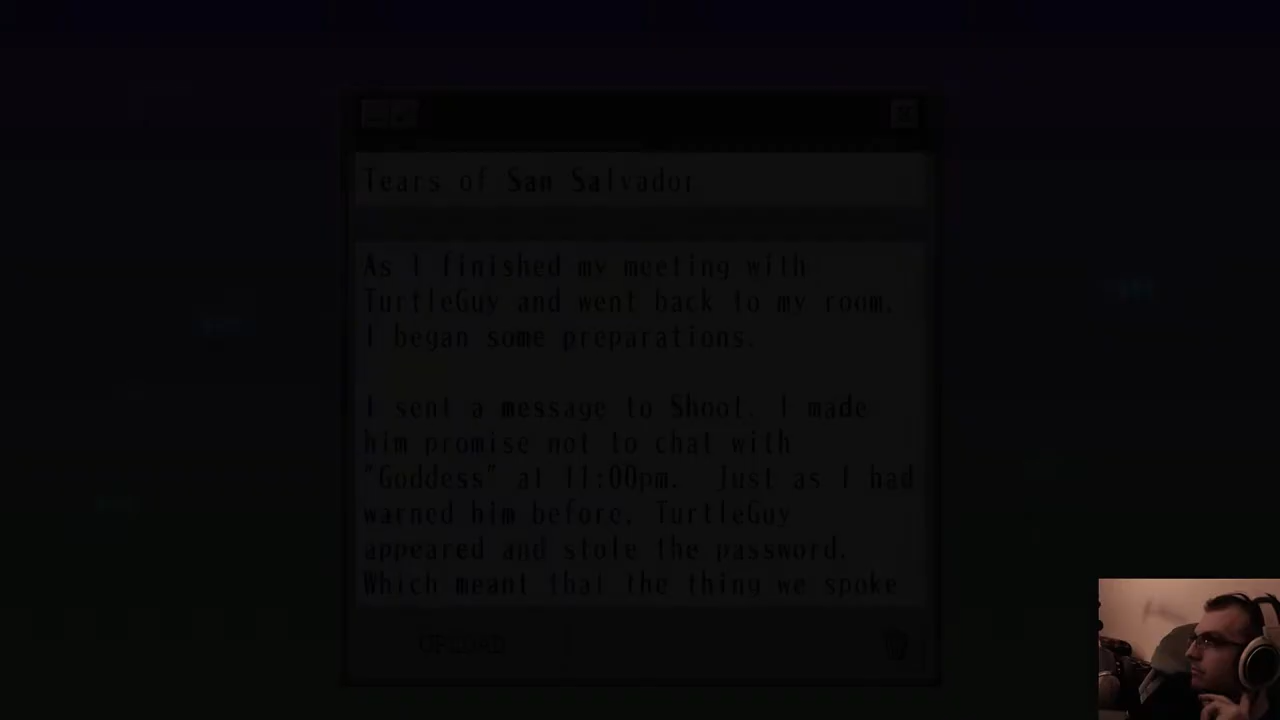 Tears of San Salvador
As I finished my meeting with
TurtleGuy and went back to my room,
I began some preparations.
I sent a message to Shoot. I made
him promise not to chat with
"Goddess" at 11:00pm.  Just as I had
warned him before, TurtleGuy
appeared and stole the password.
Which meant that the thing we spoke
UPLOAD